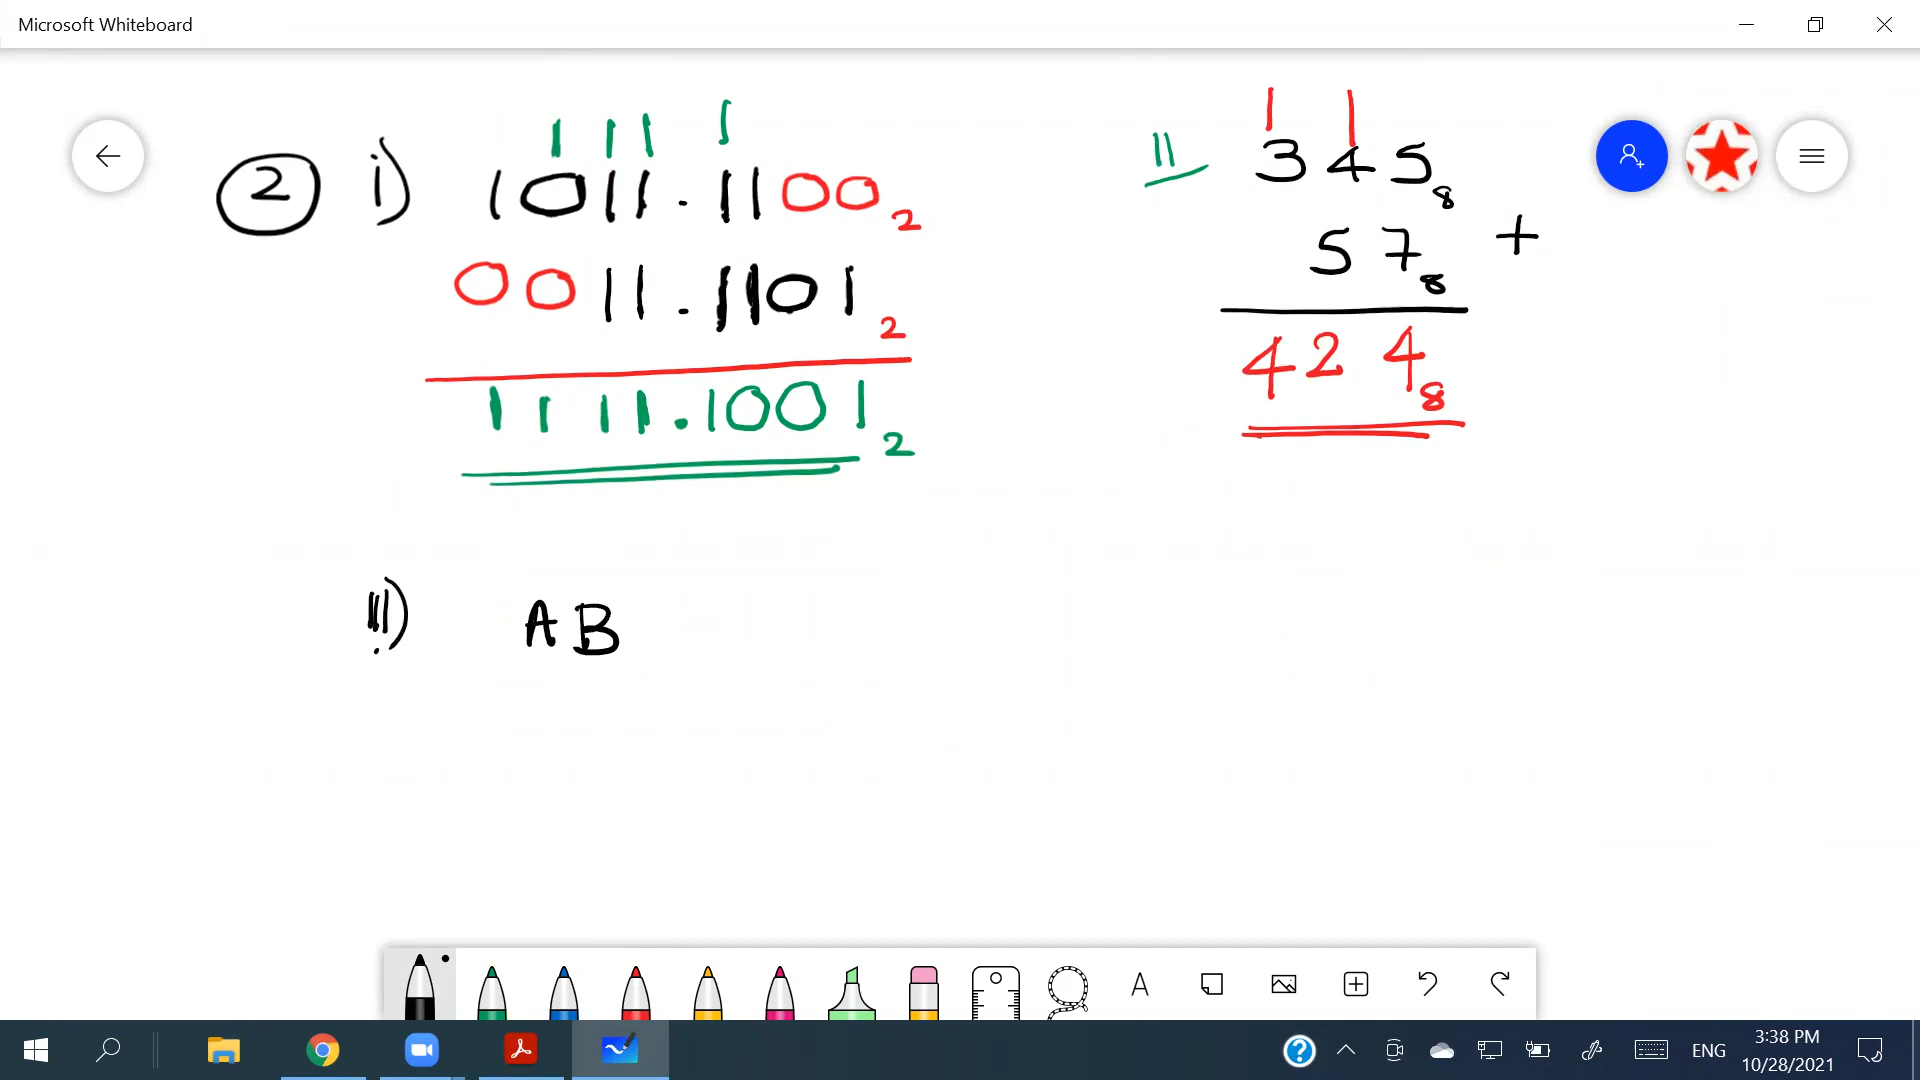 Microsoft Whiteboard
1 1 1 1
② i) 1011.1100₂
0011.1101₂
1111.1001₂
1 1
II 345₈
57₈ +
424₈
III) AB
A
ENG
3:38 PM
10/28/2021